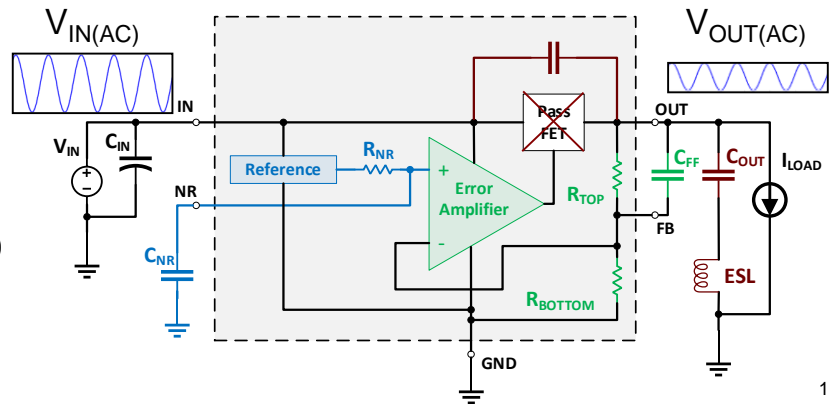 VIN(AC)
VOUT(AC)
IN
Pass
FET
OUT
VIN
CIN
RNR
CFF
COUT
ILOAD
Reference
+
Error
Amplifier
-
RTOP
NR
FB
CNR
ESL
RBOTTOM
GND
)
1